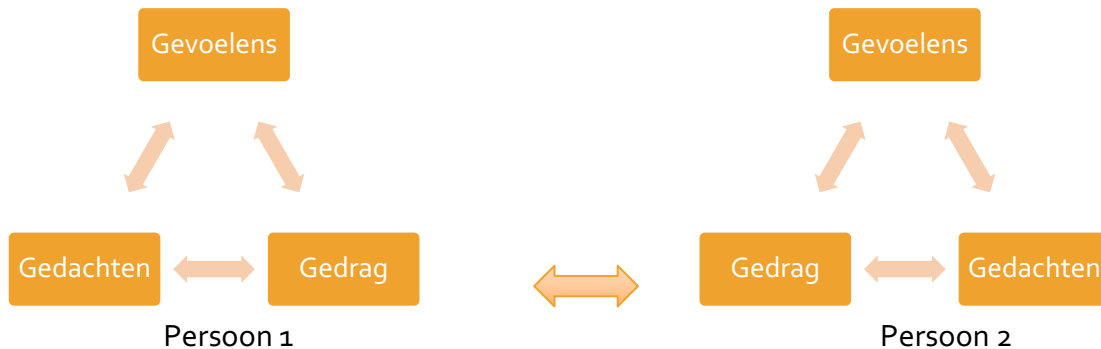 Gevoelens
Gevoelens
Gedachten
Gedrag
Gedrag
Gedachten
Persoon 1
Persoon 2